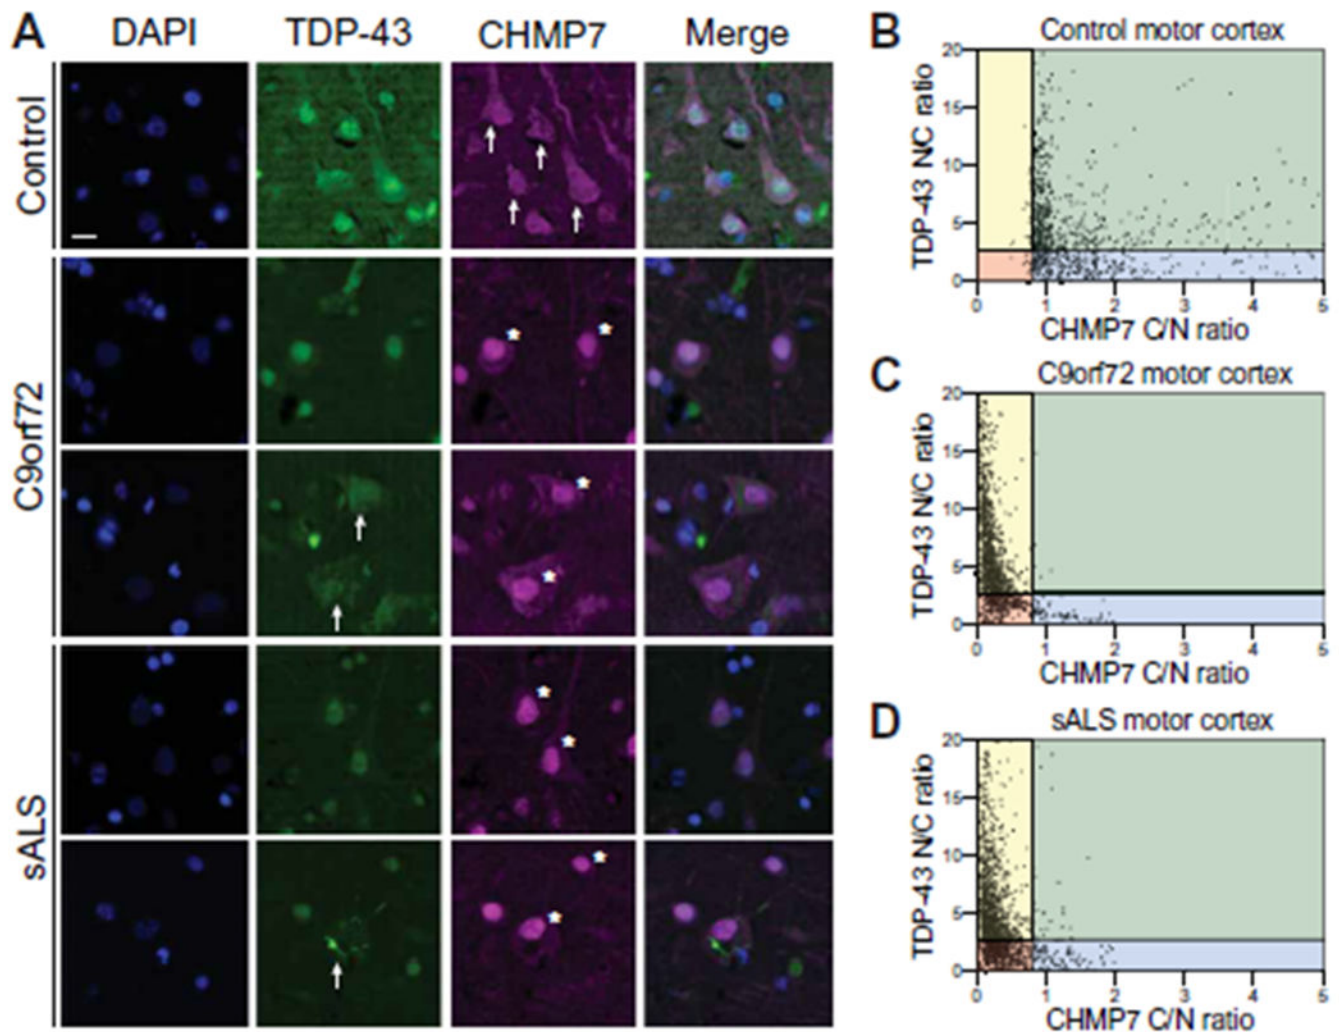 A
DAPI
TDP-43
CHMP7
Merge
Control
C9orf72
sALS
B
Control motor cortex
TDP-43 N/C ratio
20
15
10
5
0
0 1 2 3 4 5
CHMP7 C/N ratio
C
C9orf72 motor cortex
TDP-43 N/C ratio
20
15
10
5
0
0 1 2 3 4 5
CHMP7 C/N ratio
D
sALS motor cortex
TDP-43 N/C ratio
20
15
10
5
0
0 1 2 3 4 5
CHMP7 C/N ratio